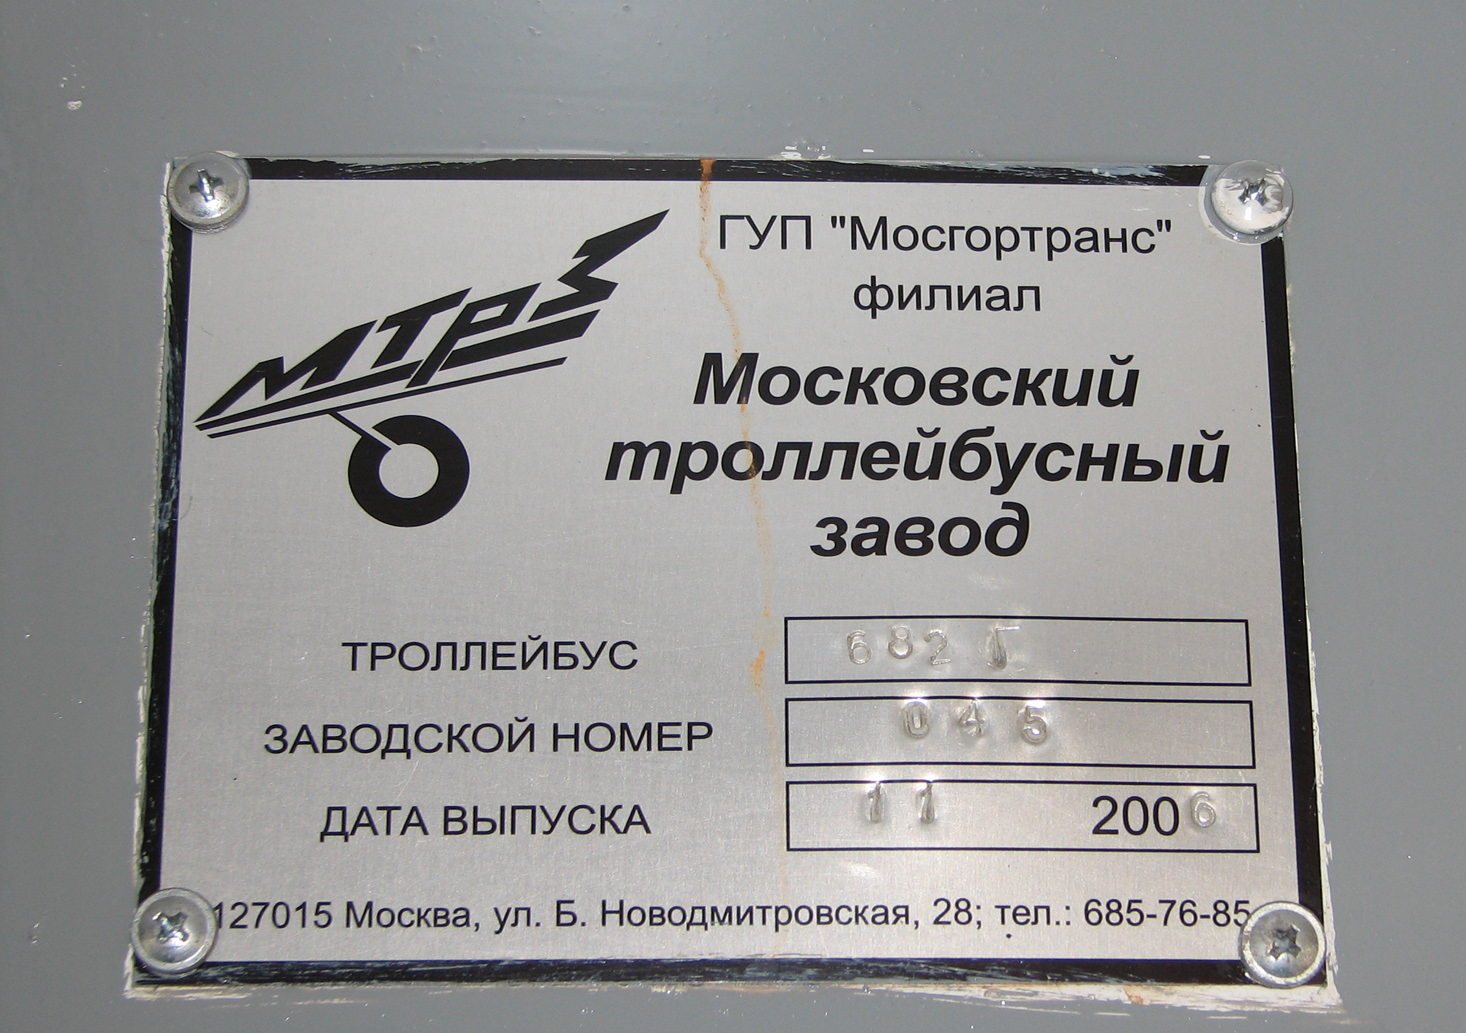 МТРЗ
ГУП "Мосгортранс"
филиал
Московский
троллейбусный
завод
ТРОЛЛЕЙБУС 682 Г
ЗАВОДСКОЙ НОМЕР 045
ДАТА ВЫПУСКА 11 2006
127015 Москва, ул. Б. Новодмитровская, 28; тел.: 685-76-85